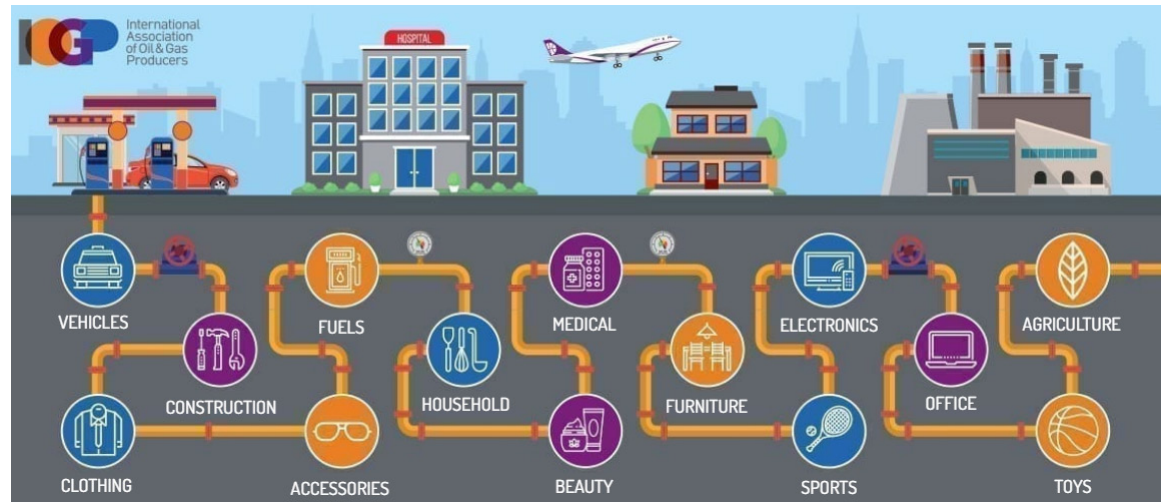 IOGP
International
Association
of Oil & Gas
Producers
HOSPITAL
VEHICLES
FUELS
MEDICAL
ELECTRONICS
AGRICULTURE
CONSTRUCTION
HOUSEHOLD
FURNITURE
OFFICE
CLOTHING
ACCESSORIES
BEAUTY
SPORTS
TOYS